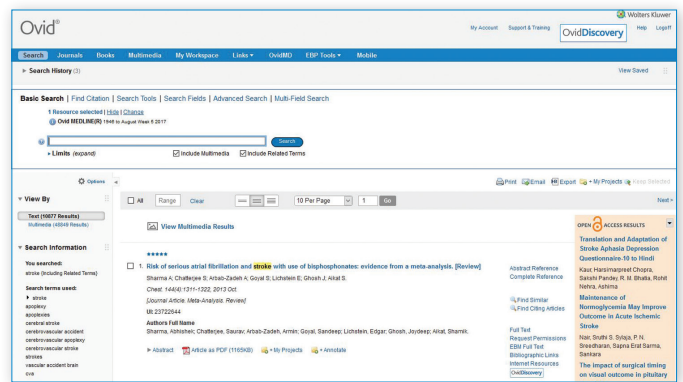 Wolters Kluwer
Ovid®
My Account Support & Training OvidDiscovery Help Logoff
Search Journals Books Multimedia My Workspace Links OvidMD EBP Tools Mobile
Search History (3) View Saved
Basic Search | Find Citation | Search Tools | Search Fields | Advanced Search | Multi-Field Search
1 Resource selected | Hide | Change
Ovid MEDLINE(R) 1946 to August Week 5 2017
Search
Limits (expand) Include Multimedia Include Related Terms
Options
Print Email Export + My Projects Keep Selected
View By
Text (10877 Results)
Multimedia (48849 Results)
Search Information
You searched:
stroke (including Related Terms)
Search terms used:
stroke
apoplexy
apoplexies
cerebral stroke
cerebrovascular accident
cerebrovascular apoplexy
cerebrovascular stroke
strokes
vascular accident brain
cva
All Range Clear 10 Per Page 1 Go Next »
View Multimedia Results
★★★★★
1. Risk of serious atrial fibrillation and stroke with use of bisphosphonates: evidence from a meta-analysis. [Review]
Sharma A; Chatterjee S; Arbab-Zadeh A; Goyal S; Lichstein E; Ghosh J; Aikat S.
Chest. 144(4):1311-1322, 2013 Oct.
[Journal Article. Meta-Analysis. Review]
UI: 23722644
Authors Full Name
Sharma, Abhishek; Chatterjee, Saurav; Arbab-Zadeh, Armin; Goyal, Sandeep; Lichstein, Edgar; Ghosh, Joydeep; Aikat, Shamik.
Abstract Article as PDF (1165KB) + My Projects + Annotate
Abstract Reference
Complete Reference
Find Similar
Find Citing Articles
Full Text
Request Permissions
EBM Full Text
Bibliographic Links
Internet Resources
OvidDiscovery
OPEN ACCESS RESULTS
Translation and Adaptation of
Stroke Aphasia Depression
Questionnaire-10 to Hindi
Kaur, Harsimarpreet Chopra,
Sakshi Pandey, R. M. Bhalla, Rohit
Nehra, Ashima
Maintenance of
Normoglycemia May Improve
Outcome in Acute Ischemic
Stroke
Nair, Sruthi S. Sylaja, P. N.
Sreedharan, Sapna Erat Sarma,
Sankara
The impact of surgical timing
on visual outcome in pituitary